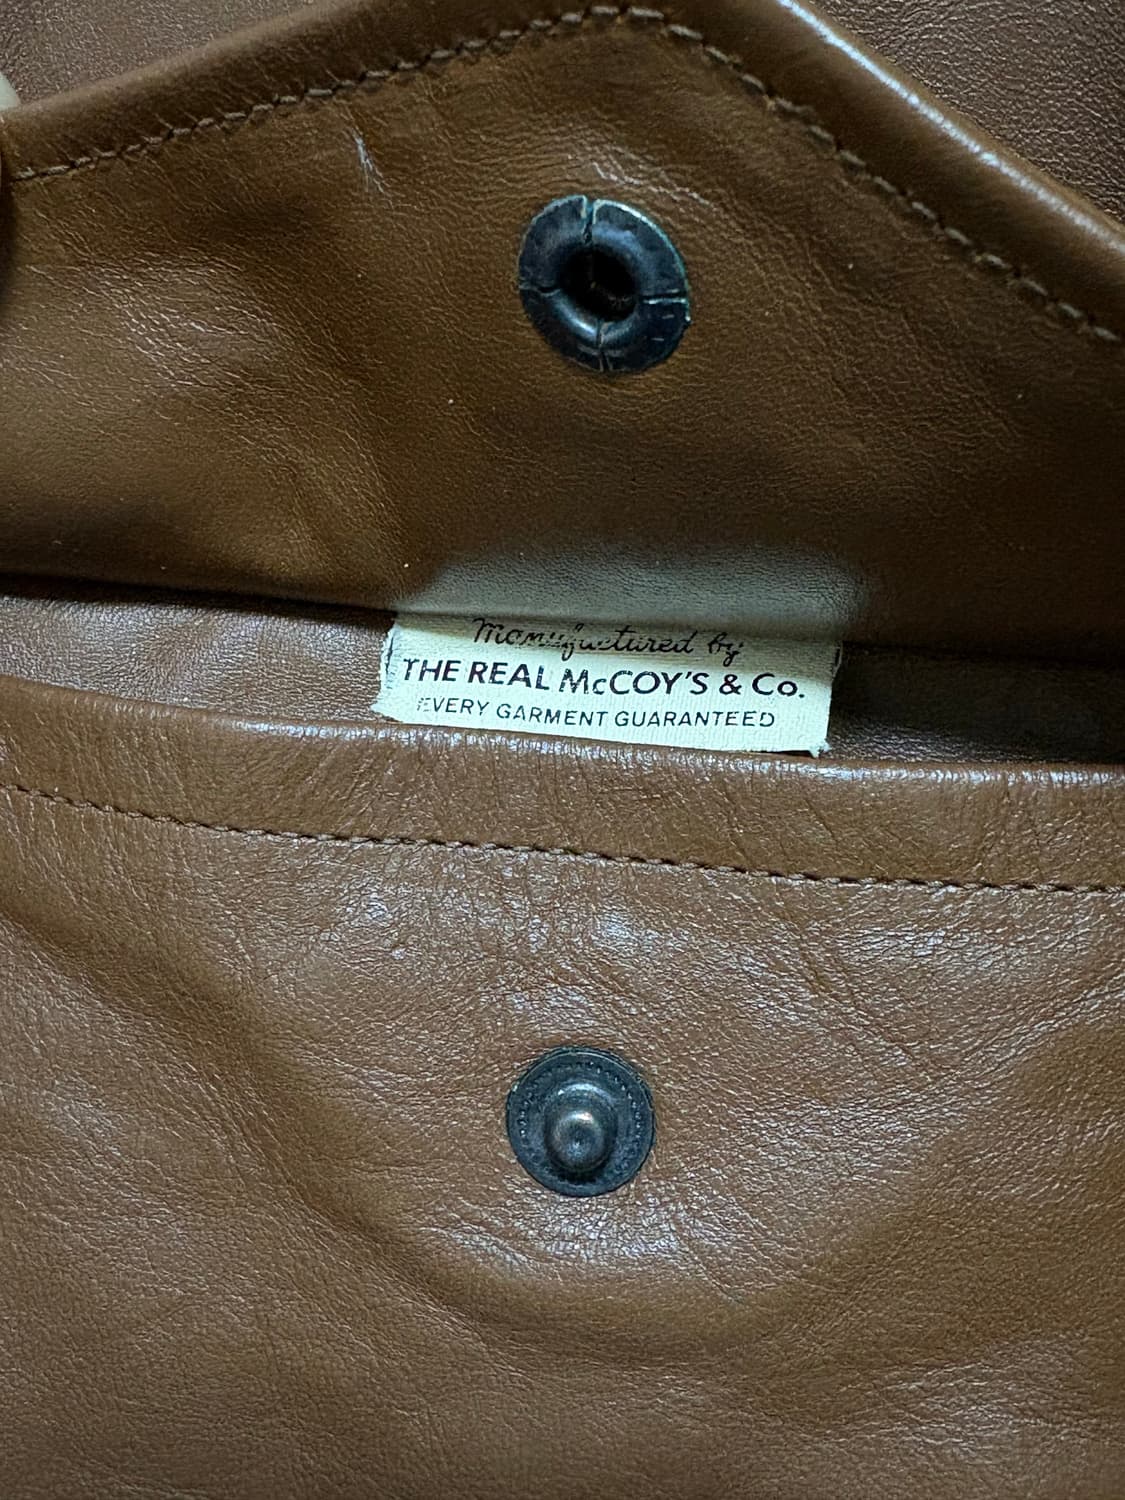 Manufactured by
THE REAL McCOY'S & Co.
EVERY GARMENT GUARANTEED